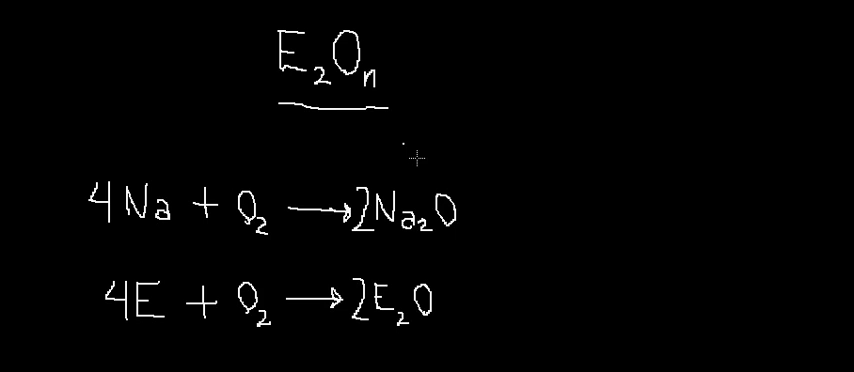 E₂Oₙ
4Na + O₂ → 2Na₂O
4E + O₂ → 2E₂O